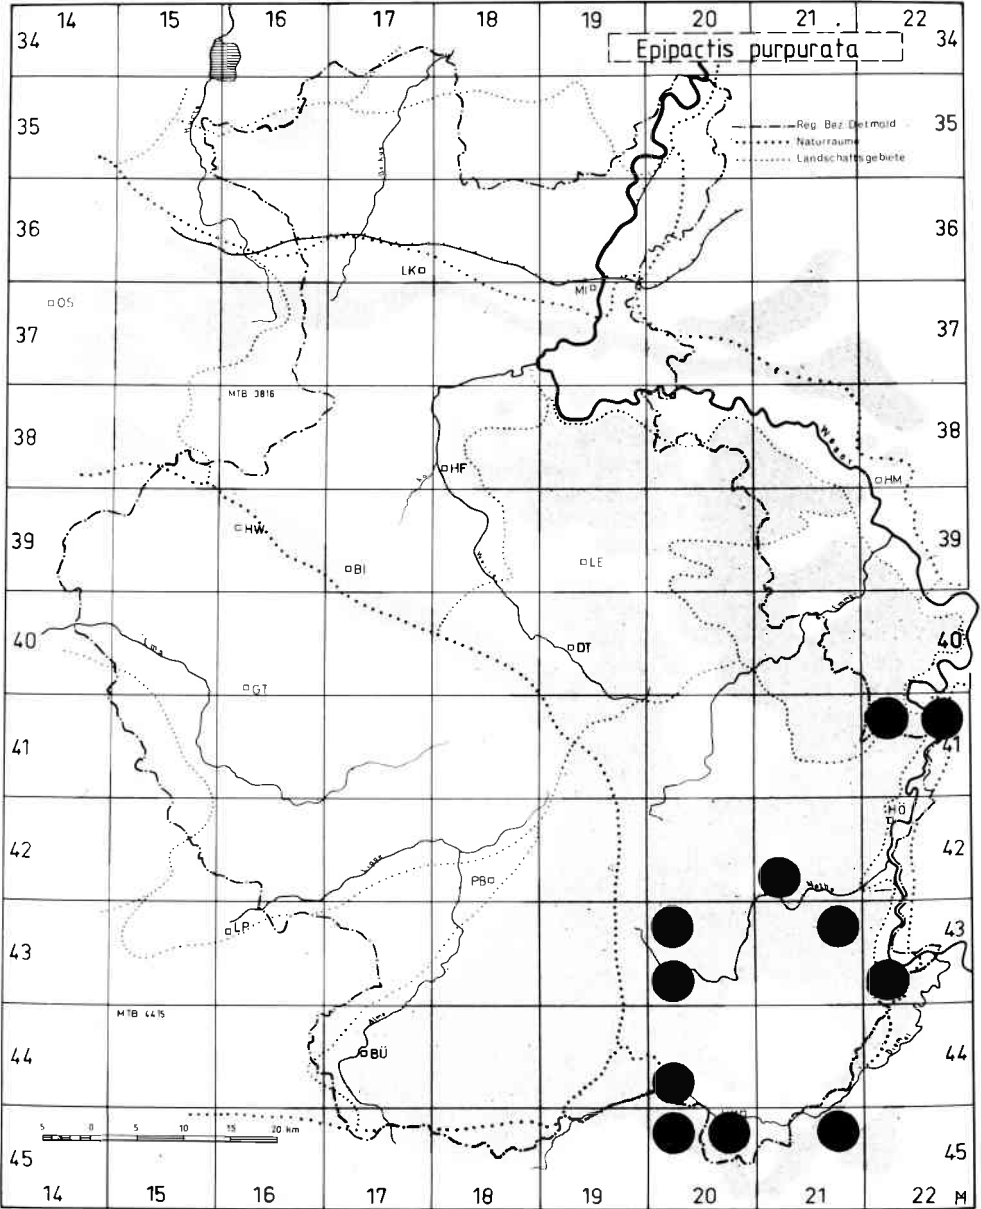 14 15 16 17 18 19 20 21 22
34 34
Epipactis purpurata
35 35
Reg. Bez. Detmold
Naturräume
Landschaftsgebiete
36 36
LK
MI
OS
37 37
MTB 3816
38 38
HF
HM
HW
39 39
BI
LE
40 40
Ems
DT
GT
41 41
HÖ
42 42
PB
LP
43 43
MTB 4415
Alme
44 44
BÜ
5 0 5 10 15 20 km
45 45
14 15 16 17 18 19 20 21 22 M